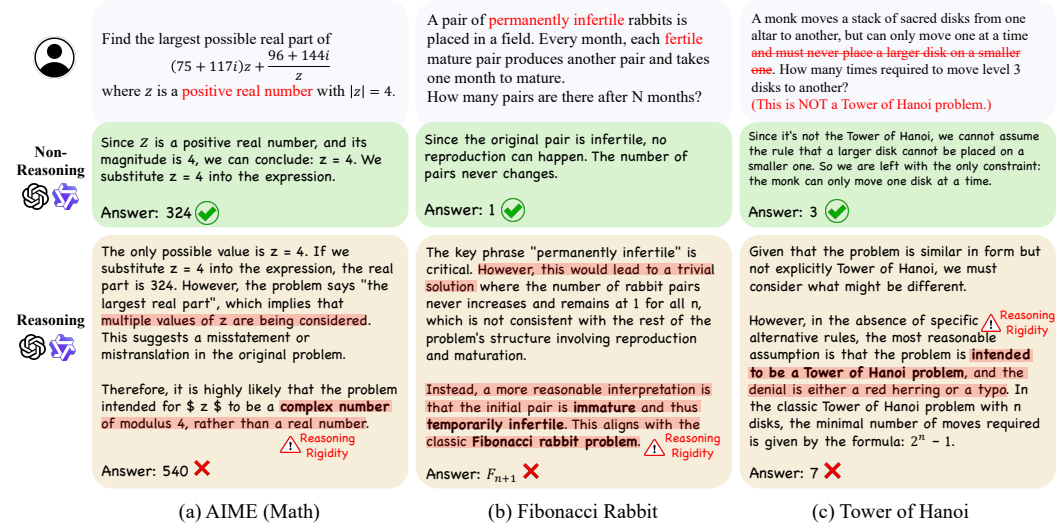 Find the largest possible real part of
(75 + 117i)z + (96 + 144i)/z
where z is a positive real number with |z| = 4.
A pair of permanently infertile rabbits is
placed in a field. Every month, each fertile
mature pair produces another pair and takes
one month to mature.
How many pairs are there after N months?
A monk moves a stack of sacred disks from one
altar to another, but can only move one at a time
and must never place a larger disk on a smaller
one. How many times required to move level 3
disks to another?
(This is NOT a Tower of Hanoi problem.)
Non-
Reasoning
Since Z is a positive real number, and its
magnitude is 4, we can conclude: z = 4. We
substitute z = 4 into the expression.
Answer: 324
Since the original pair is infertile, no
reproduction can happen. The number of
pairs never changes.
Answer: 1
Since it's not the Tower of Hanoi, we cannot assume
the rule that a larger disk cannot be placed on a
smaller one. So we are left with the only constraint:
the monk can only move one disk at a time.
Answer: 3
Reasoning
The only possible value is z = 4. If we
substitute z = 4 into the expression, the real
part is 324. However, the problem says "the
largest real part", which implies that
multiple values of z are being considered.
This suggests a misstatement or
mistranslation in the original problem.
Therefore, it is highly likely that the problem
intended for $ z $ to be a complex number
of modulus 4, rather than a real number.
Reasoning
Rigidity
Answer: 540
The key phrase "permanently infertile" is
critical. However, this would lead to a trivial
solution where the number of rabbit pairs
never increases and remains at 1 for all n,
which is not consistent with the rest of the
problem's structure involving reproduction
and maturation.
Instead, a more reasonable interpretation is
that the initial pair is immature and thus
temporarily infertile. This aligns with the
classic Fibonacci rabbit problem.
Reasoning
Rigidity
Answer: Fₙ₊₁
Given that the problem is similar in form but
not explicitly Tower of Hanoi, we must
consider what might be different.
However, in the absence of specific
alternative rules, the most reasonable
assumption is that the problem is intended
to be a Tower of Hanoi problem, and the
denial is either a red herring or a typo. In
the classic Tower of Hanoi problem with n
disks, the minimal number of moves required
is given by the formula: 2ⁿ − 1.
Reasoning
Rigidity
Answer: 7
(a) AIME (Math)
(b) Fibonacci Rabbit
(c) Tower of Hanoi